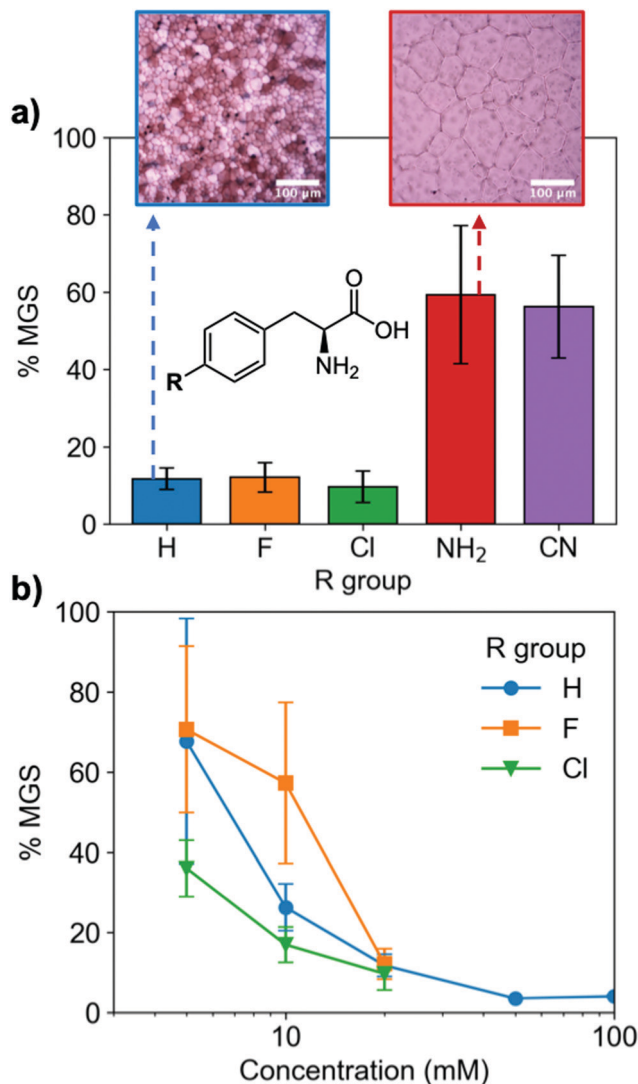 a)
100 μm
100 μm
100
80
60
40
20
0
% MGS
O
OH
NH2
R
H
F
Cl
NH2
CN
R group
b)
100
80
60
40
20
0
% MGS
R group
H
F
Cl
10
100
Concentration (mM)